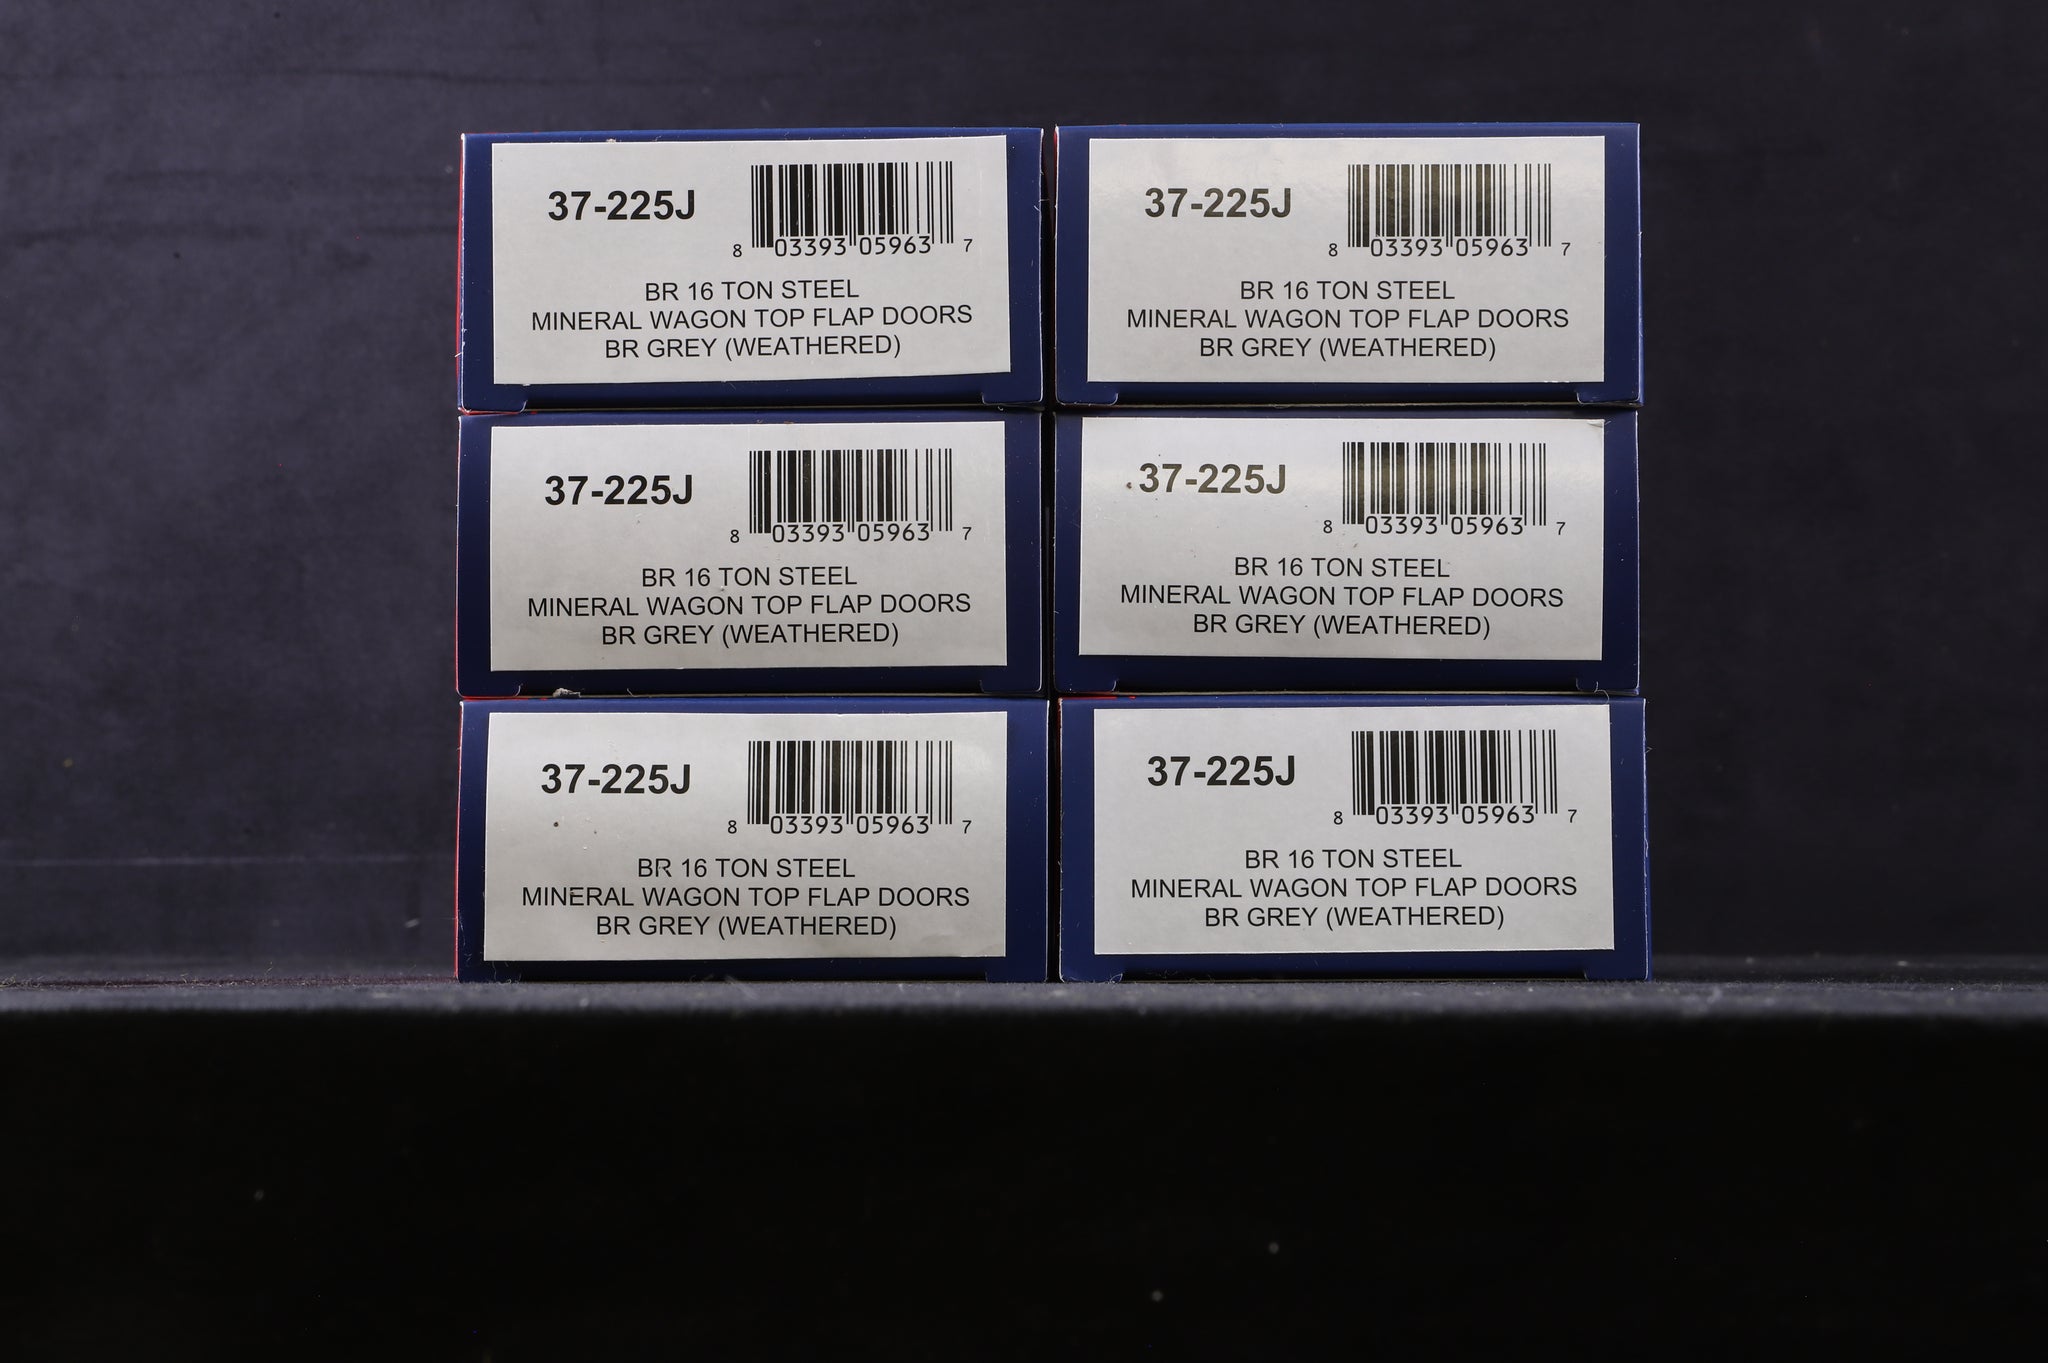 37-225J
8 03393 05963 7
BR 16 TON STEEL
MINERAL WAGON TOP FLAP DOORS
BR GREY (WEATHERED)
37-225J
8 03393 05963 7
BR 16 TON STEEL
MINERAL WAGON TOP FLAP DOORS
BR GREY (WEATHERED)
37-225J
8 03393 05963 7
BR 16 TON STEEL
MINERAL WAGON TOP FLAP DOORS
BR GREY (WEATHERED)
37-225J
8 03393 05963 7
BR 16 TON STEEL
MINERAL WAGON TOP FLAP DOORS
BR GREY (WEATHERED)
37-225J
8 03393 05963 7
BR 16 TON STEEL
MINERAL WAGON TOP FLAP DOORS
BR GREY (WEATHERED)
37-225J
8 03393 05963 7
BR 16 TON STEEL
MINERAL WAGON TOP FLAP DOORS
BR GREY (WEATHERED)